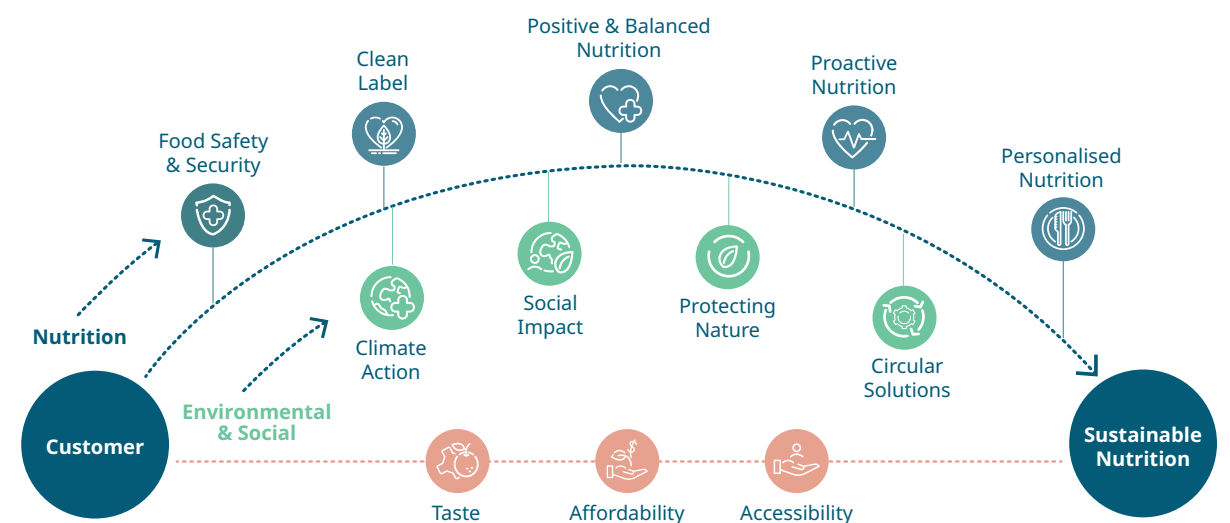 Positive & Balanced
Nutrition
Clean
Label
Proactive
Nutrition
Food Safety
& Security
Personalised
Nutrition
Nutrition
Climate
Action
Social
Impact
Protecting
Nature
Circular
Solutions
Environmental
& Social
Customer
Sustainable
Nutrition
Taste
Affordability
Accessibility